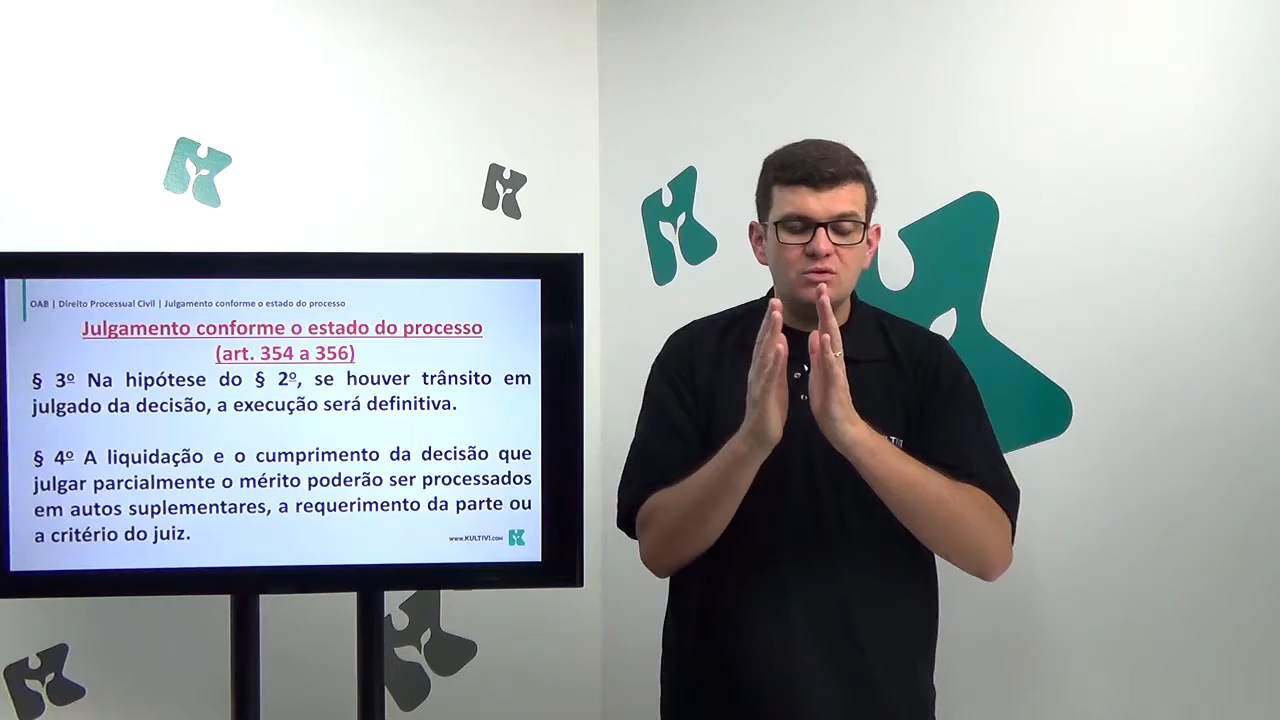 OAB | Direito Processual Civil | Julgamento conforme o estado do processo
Julgamento conforme o estado do processo
(art. 354 a 356)
§ 3º Na hipótese do § 2º, se houver trânsito em
julgado da decisão, a execução será definitiva.
§ 4º A liquidação e o cumprimento da decisão que
julgar parcialmente o mérito poderão ser processados
em autos suplementares, a requerimento da parte ou
a critério do juiz.
www.KULTIVI.COM